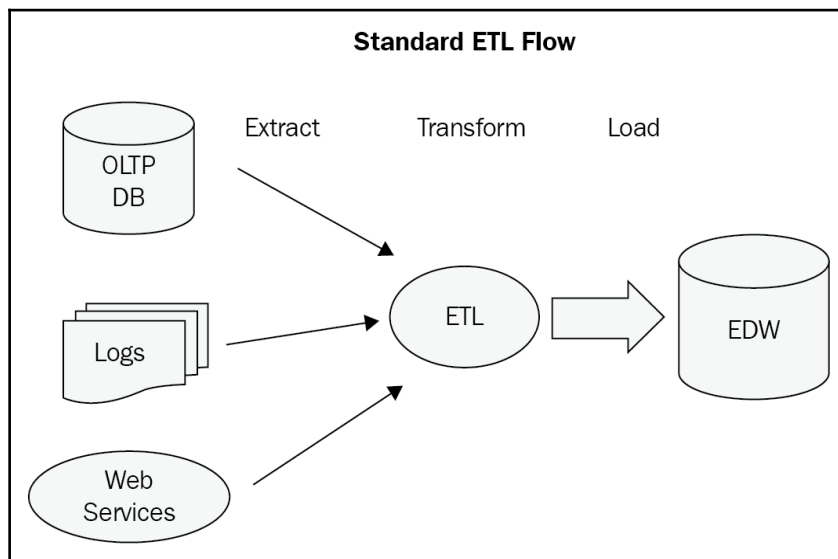 Standard ETL Flow
Extract Transform Load
OLTP
DB
Logs
ETL
EDW
Web
Services